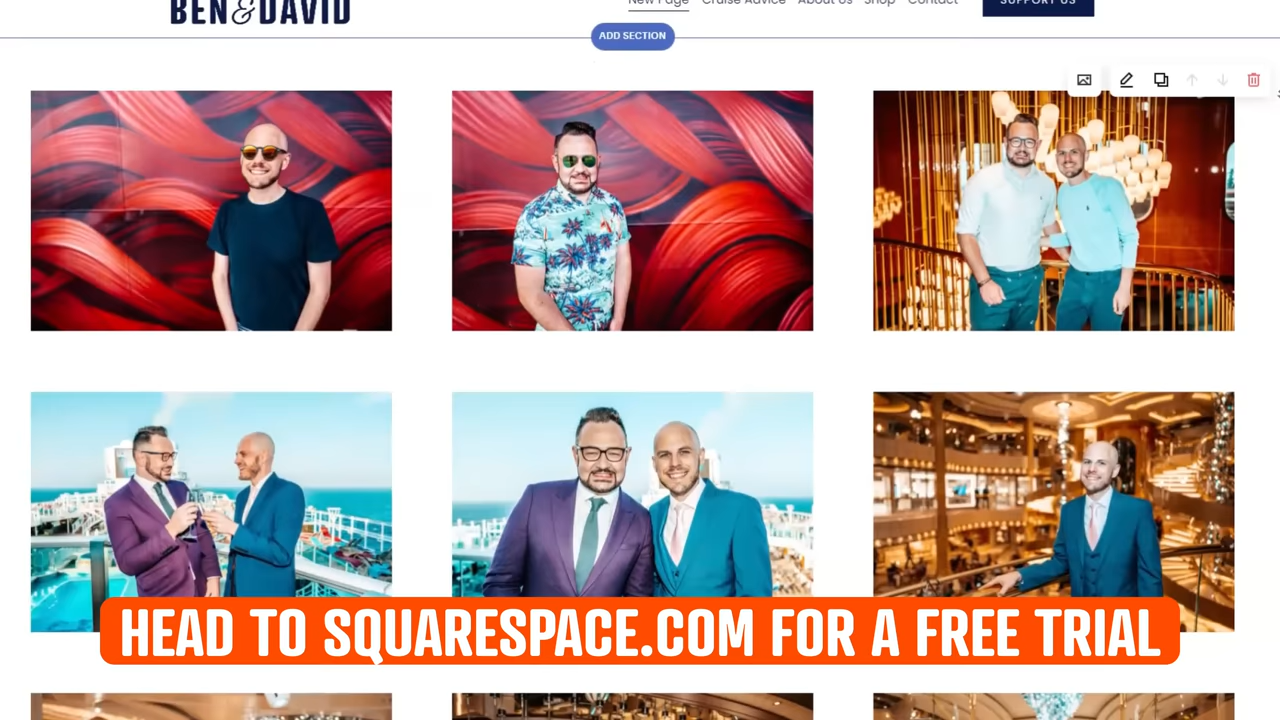 BEN & DAVID
New Page Cruise Advice About Us Shop Contact SUPPORT US
ADD SECTION
HEAD TO SQUARESPACE.COM FOR A FREE TRIAL